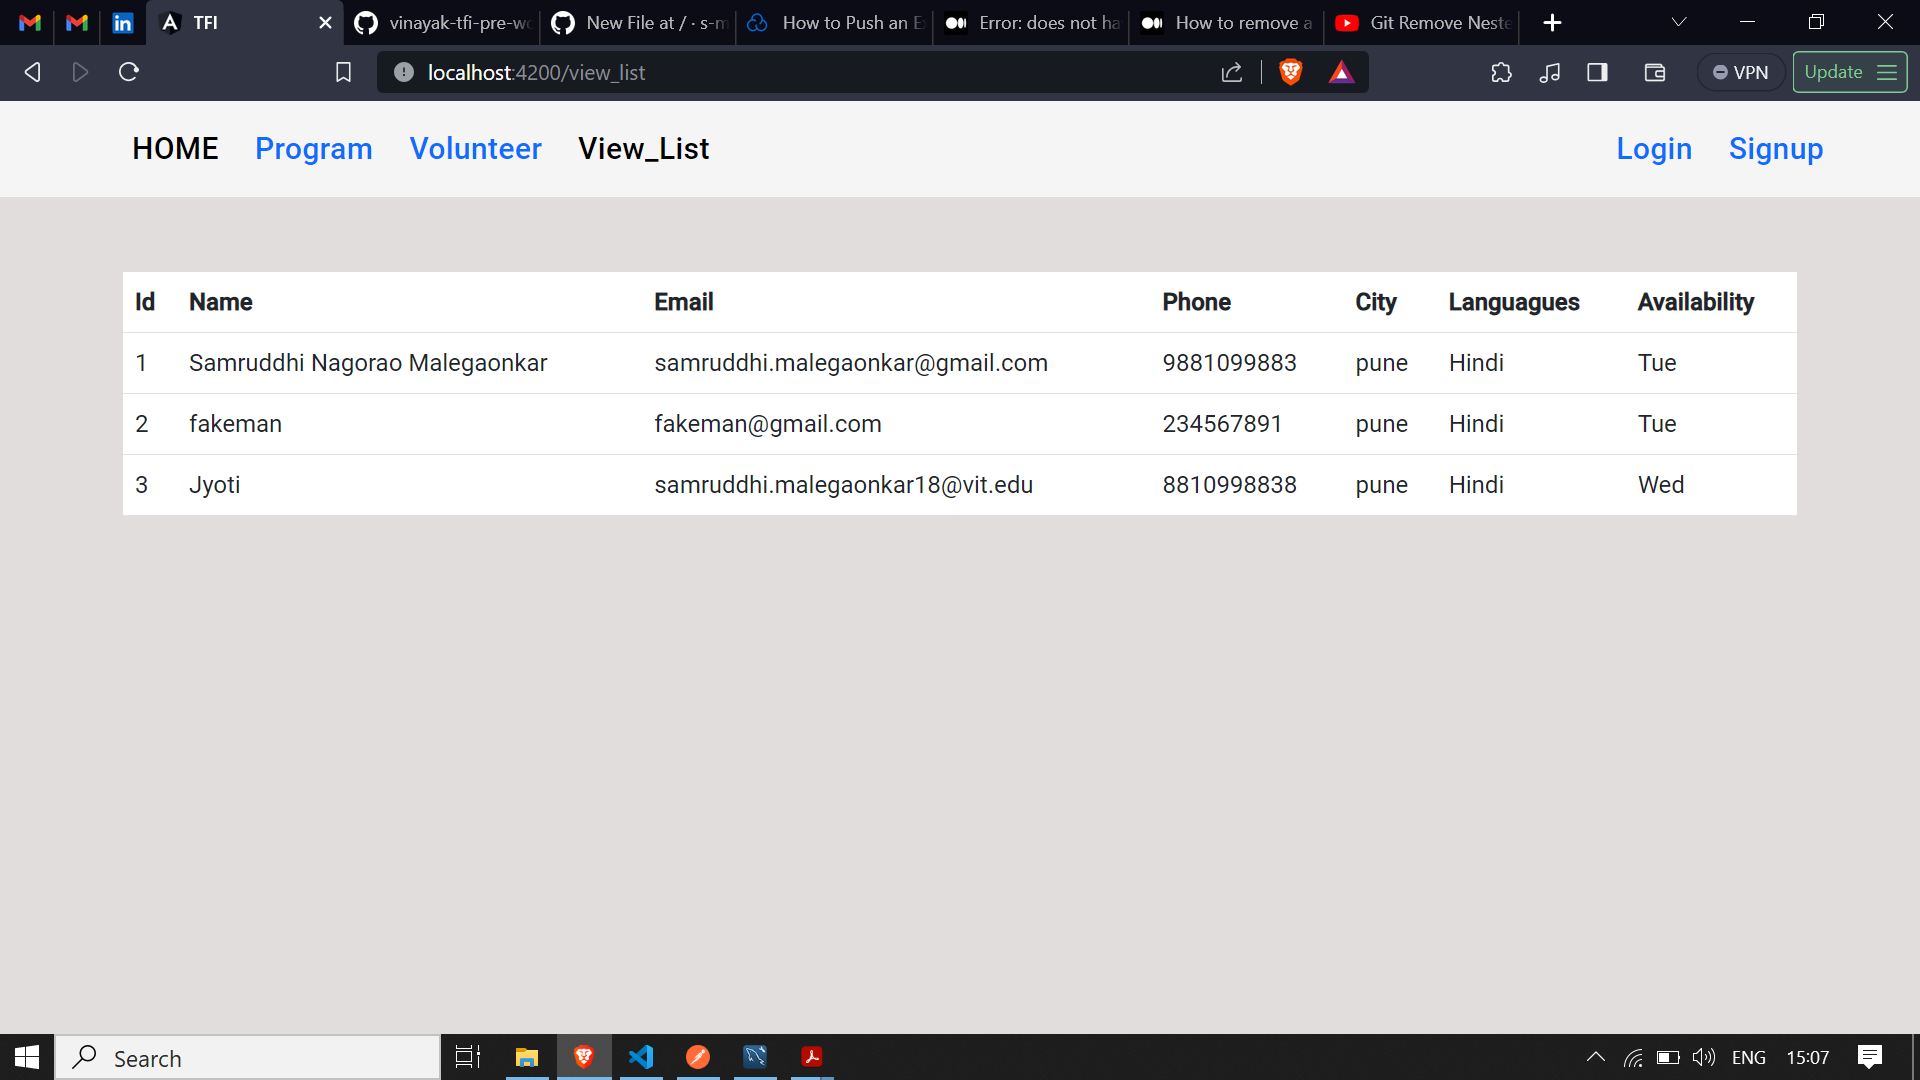 TFI vinayak-tfi-pre-wo New File at / · s-m How to Push an E Error: does not ha How to remove a Git Remove Neste
localhost:4200/view_list VPN Update
HOME Program Volunteer View_List Login Signup
Id Name Email Phone City Languagues Availability
1 Samruddhi Nagorao Malegaonkar samruddhi.malegaonkar@gmail.com 9881099883 pune Hindi Tue
2 fakeman fakeman@gmail.com 234567891 pune Hindi Tue
3 Jyoti samruddhi.malegaonkar18@vit.edu 8810998838 pune Hindi Wed
Search ENG 15:07